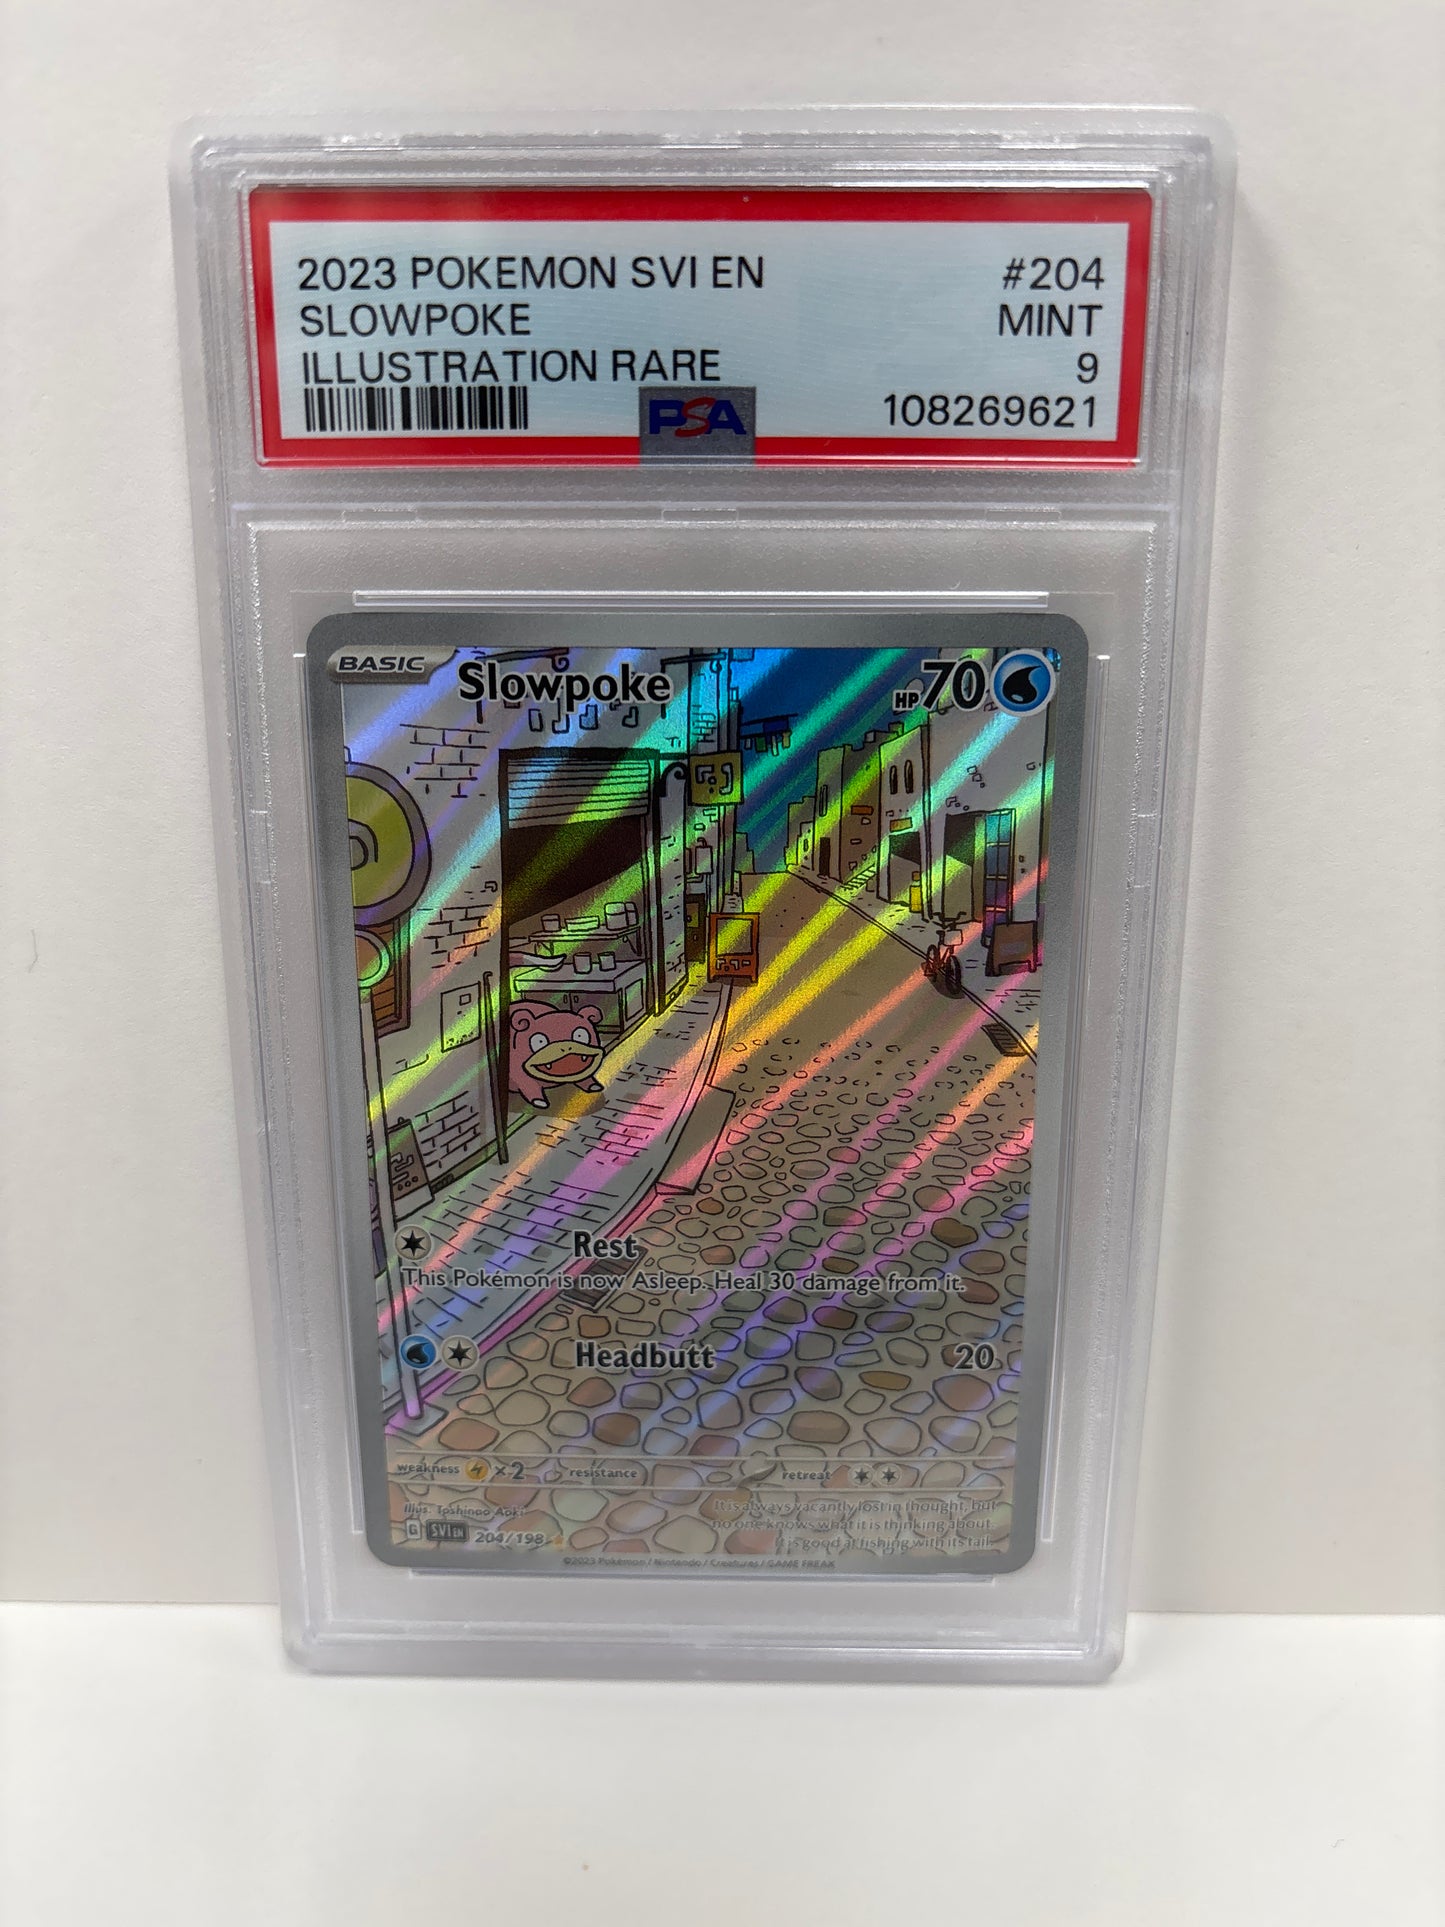 2023 POKEMON SVI EN #204
SLOWPOKE MINT
ILLUSTRATION RARE 9
PSA 108269621
BASIC Slowpoke HP 70
Rest
This Pokémon is now Asleep. Heal 30 damage from it.
Headbutt 20
weakness ×2 resistance retreat
Illus. Toshinao Aoki
It is always vacantly lost in thought, but
no one knows what it is thinking about.
It is good at fishing with its tail.
G SVI EN 204/198
©2023 Pokémon / Nintendo / Creatures / GAME FREAK